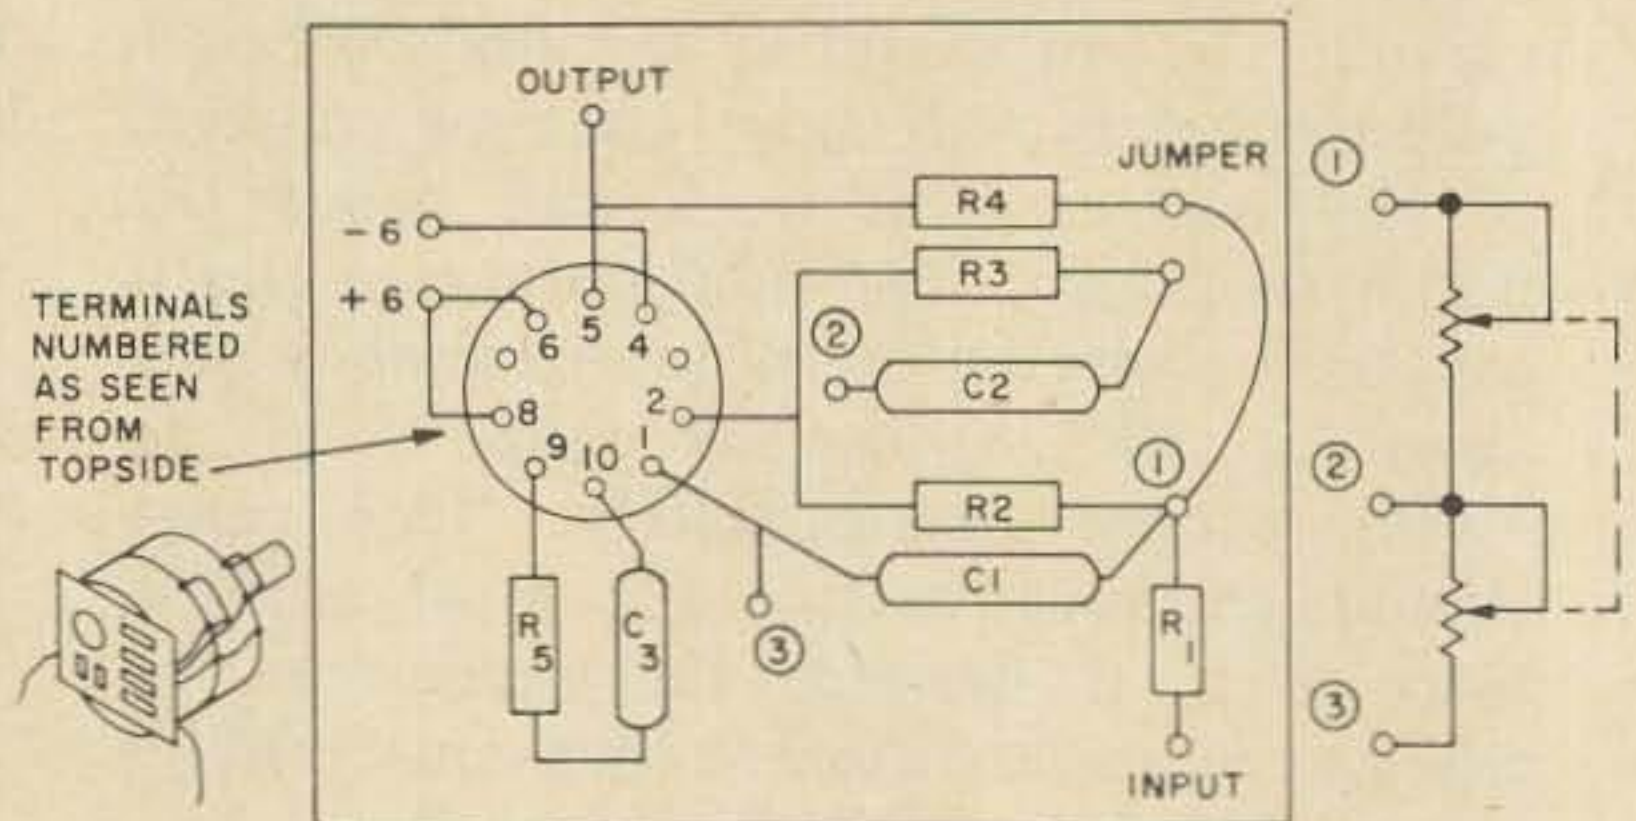 OUTPUT
JUMPER
①
R4
- 6
R3
+ 6
TERMINALS
NUMBERED
AS SEEN
FROM
TOPSIDE
6
5
4
②
C2
8
2
9
10
1
①
②
R2
C1
R
5
C
3
③
R
1
③
INPUT